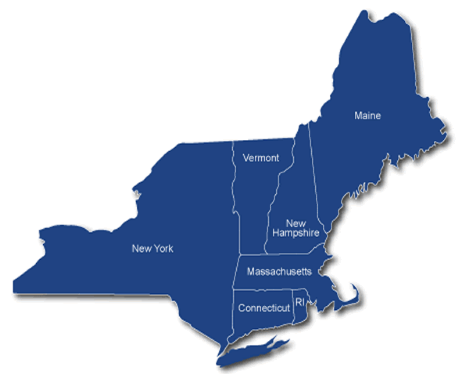 Maine
Vermont
New
Hampshire
New York
Massachusetts
Connecticut
RI